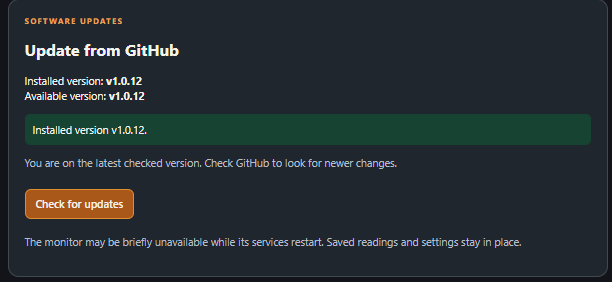 SOFTWARE UPDATES
Update from GitHub
Installed version: v1.0.12
Available version: v1.0.12
Installed version v1.0.12.
You are on the latest checked version. Check GitHub to look for newer changes.
Check for updates
The monitor may be briefly unavailable while its services restart. Saved readings and settings stay in place.